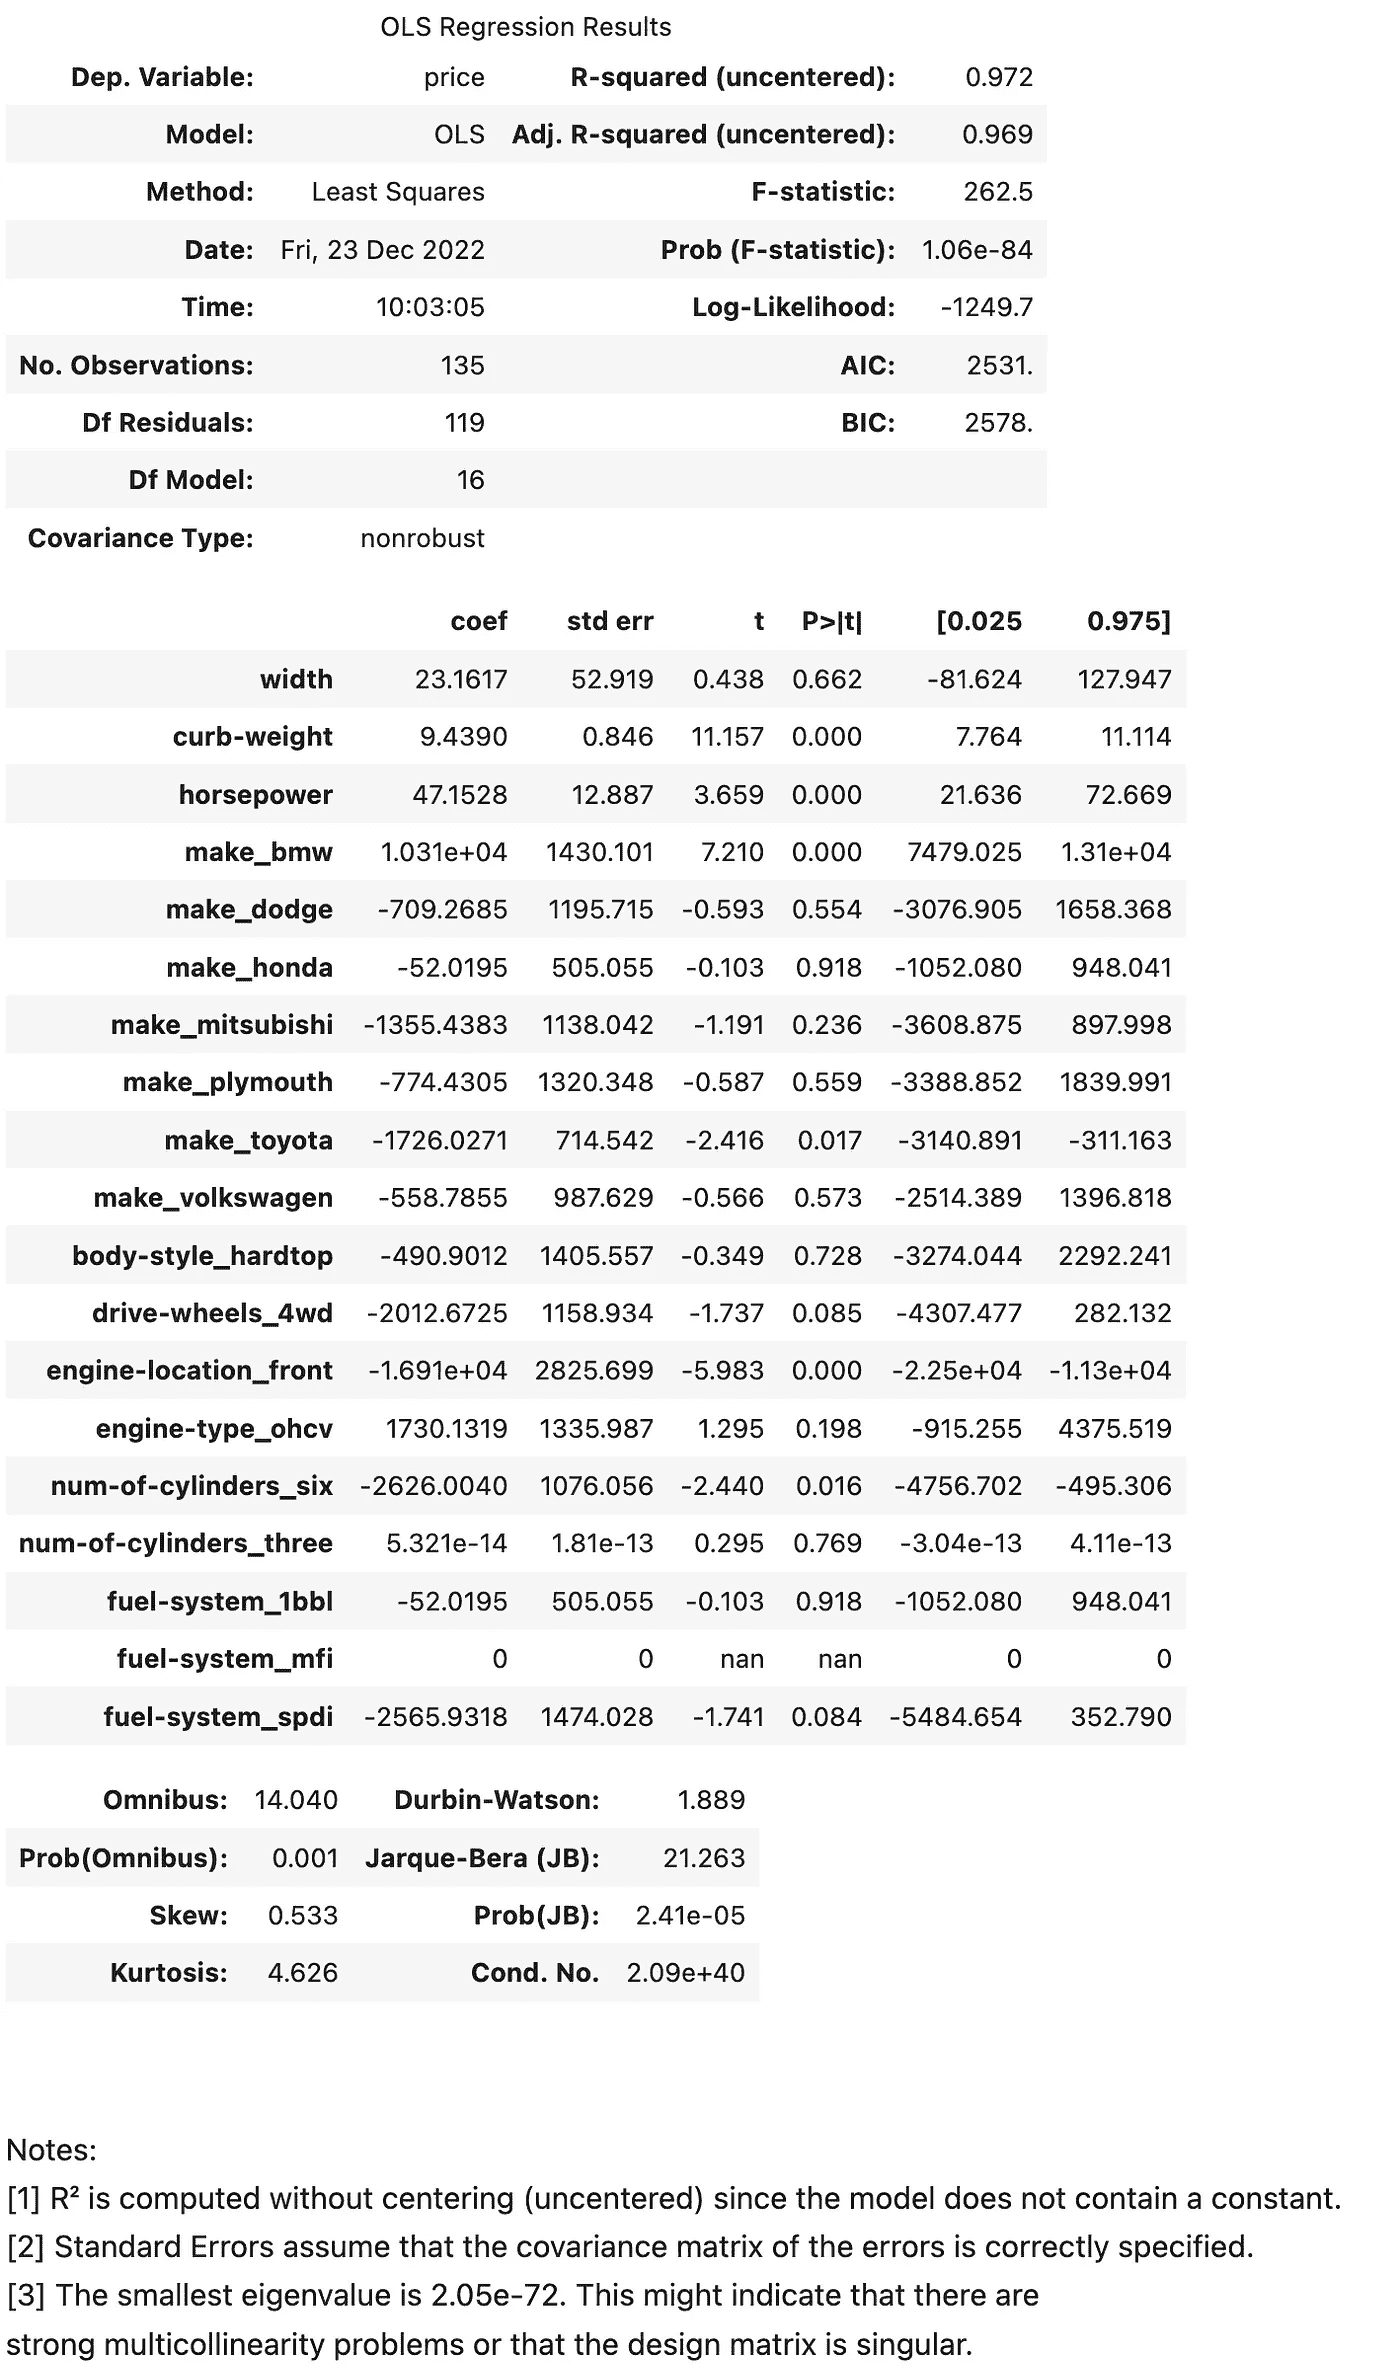 OLS Regression Results
Dep. Variable: price R-squared (uncentered): 0.972
Model: OLS Adj. R-squared (uncentered): 0.969
Method: Least Squares F-statistic: 262.5
Date: Fri, 23 Dec 2022 Prob (F-statistic): 1.06e-84
Time: 10:03:05 Log-Likelihood: -1249.7
No. Observations: 135 AIC: 2531.
Df Residuals: 119 BIC: 2578.
Df Model: 16
Covariance Type: nonrobust
coef std err t P>|t| [0.025 0.975]
width 23.1617 52.919 0.438 0.662 -81.624 127.947
curb-weight 9.4390 0.846 11.157 0.000 7.764 11.114
horsepower 47.1528 12.887 3.659 0.000 21.636 72.669
make_bmw 1.031e+04 1430.101 7.210 0.000 7479.025 1.31e+04
make_dodge -709.2685 1195.715 -0.593 0.554 -3076.905 1658.368
make_honda -52.0195 505.055 -0.103 0.918 -1052.080 948.041
make_mitsubishi -1355.4383 1138.042 -1.191 0.236 -3608.875 897.998
make_plymouth -774.4305 1320.348 -0.587 0.559 -3388.852 1839.991
make_toyota -1726.0271 714.542 -2.416 0.017 -3140.891 -311.163
make_volkswagen -558.7855 987.629 -0.566 0.573 -2514.389 1396.818
body-style_hardtop -490.9012 1405.557 -0.349 0.728 -3274.044 2292.241
drive-wheels_4wd -2012.6725 1158.934 -1.737 0.085 -4307.477 282.132
engine-location_front -1.691e+04 2825.699 -5.983 0.000 -2.25e+04 -1.13e+04
engine-type_ohcv 1730.1319 1335.987 1.295 0.198 -915.255 4375.519
num-of-cylinders_six -2626.0040 1076.056 -2.440 0.016 -4756.702 -495.306
num-of-cylinders_three 5.321e-14 1.81e-13 0.295 0.769 -3.04e-13 4.11e-13
fuel-system_1bbl -52.0195 505.055 -0.103 0.918 -1052.080 948.041
fuel-system_mfi 0 0 nan nan 0 0
fuel-system_spdi -2565.9318 1474.028 -1.741 0.084 -5484.654 352.790
Omnibus: 14.040 Durbin-Watson: 1.889
Prob(Omnibus): 0.001 Jarque-Bera (JB): 21.263
Skew: 0.533 Prob(JB): 2.41e-05
Kurtosis: 4.626 Cond. No. 2.09e+40
Notes:
[1] R² is computed without centering (uncentered) since the model does not contain a constant.
[2] Standard Errors assume that the covariance matrix of the errors is correctly specified.
[3] The smallest eigenvalue is 2.05e-72. This might indicate that there are
strong multicollinearity problems or that the design matrix is singular.